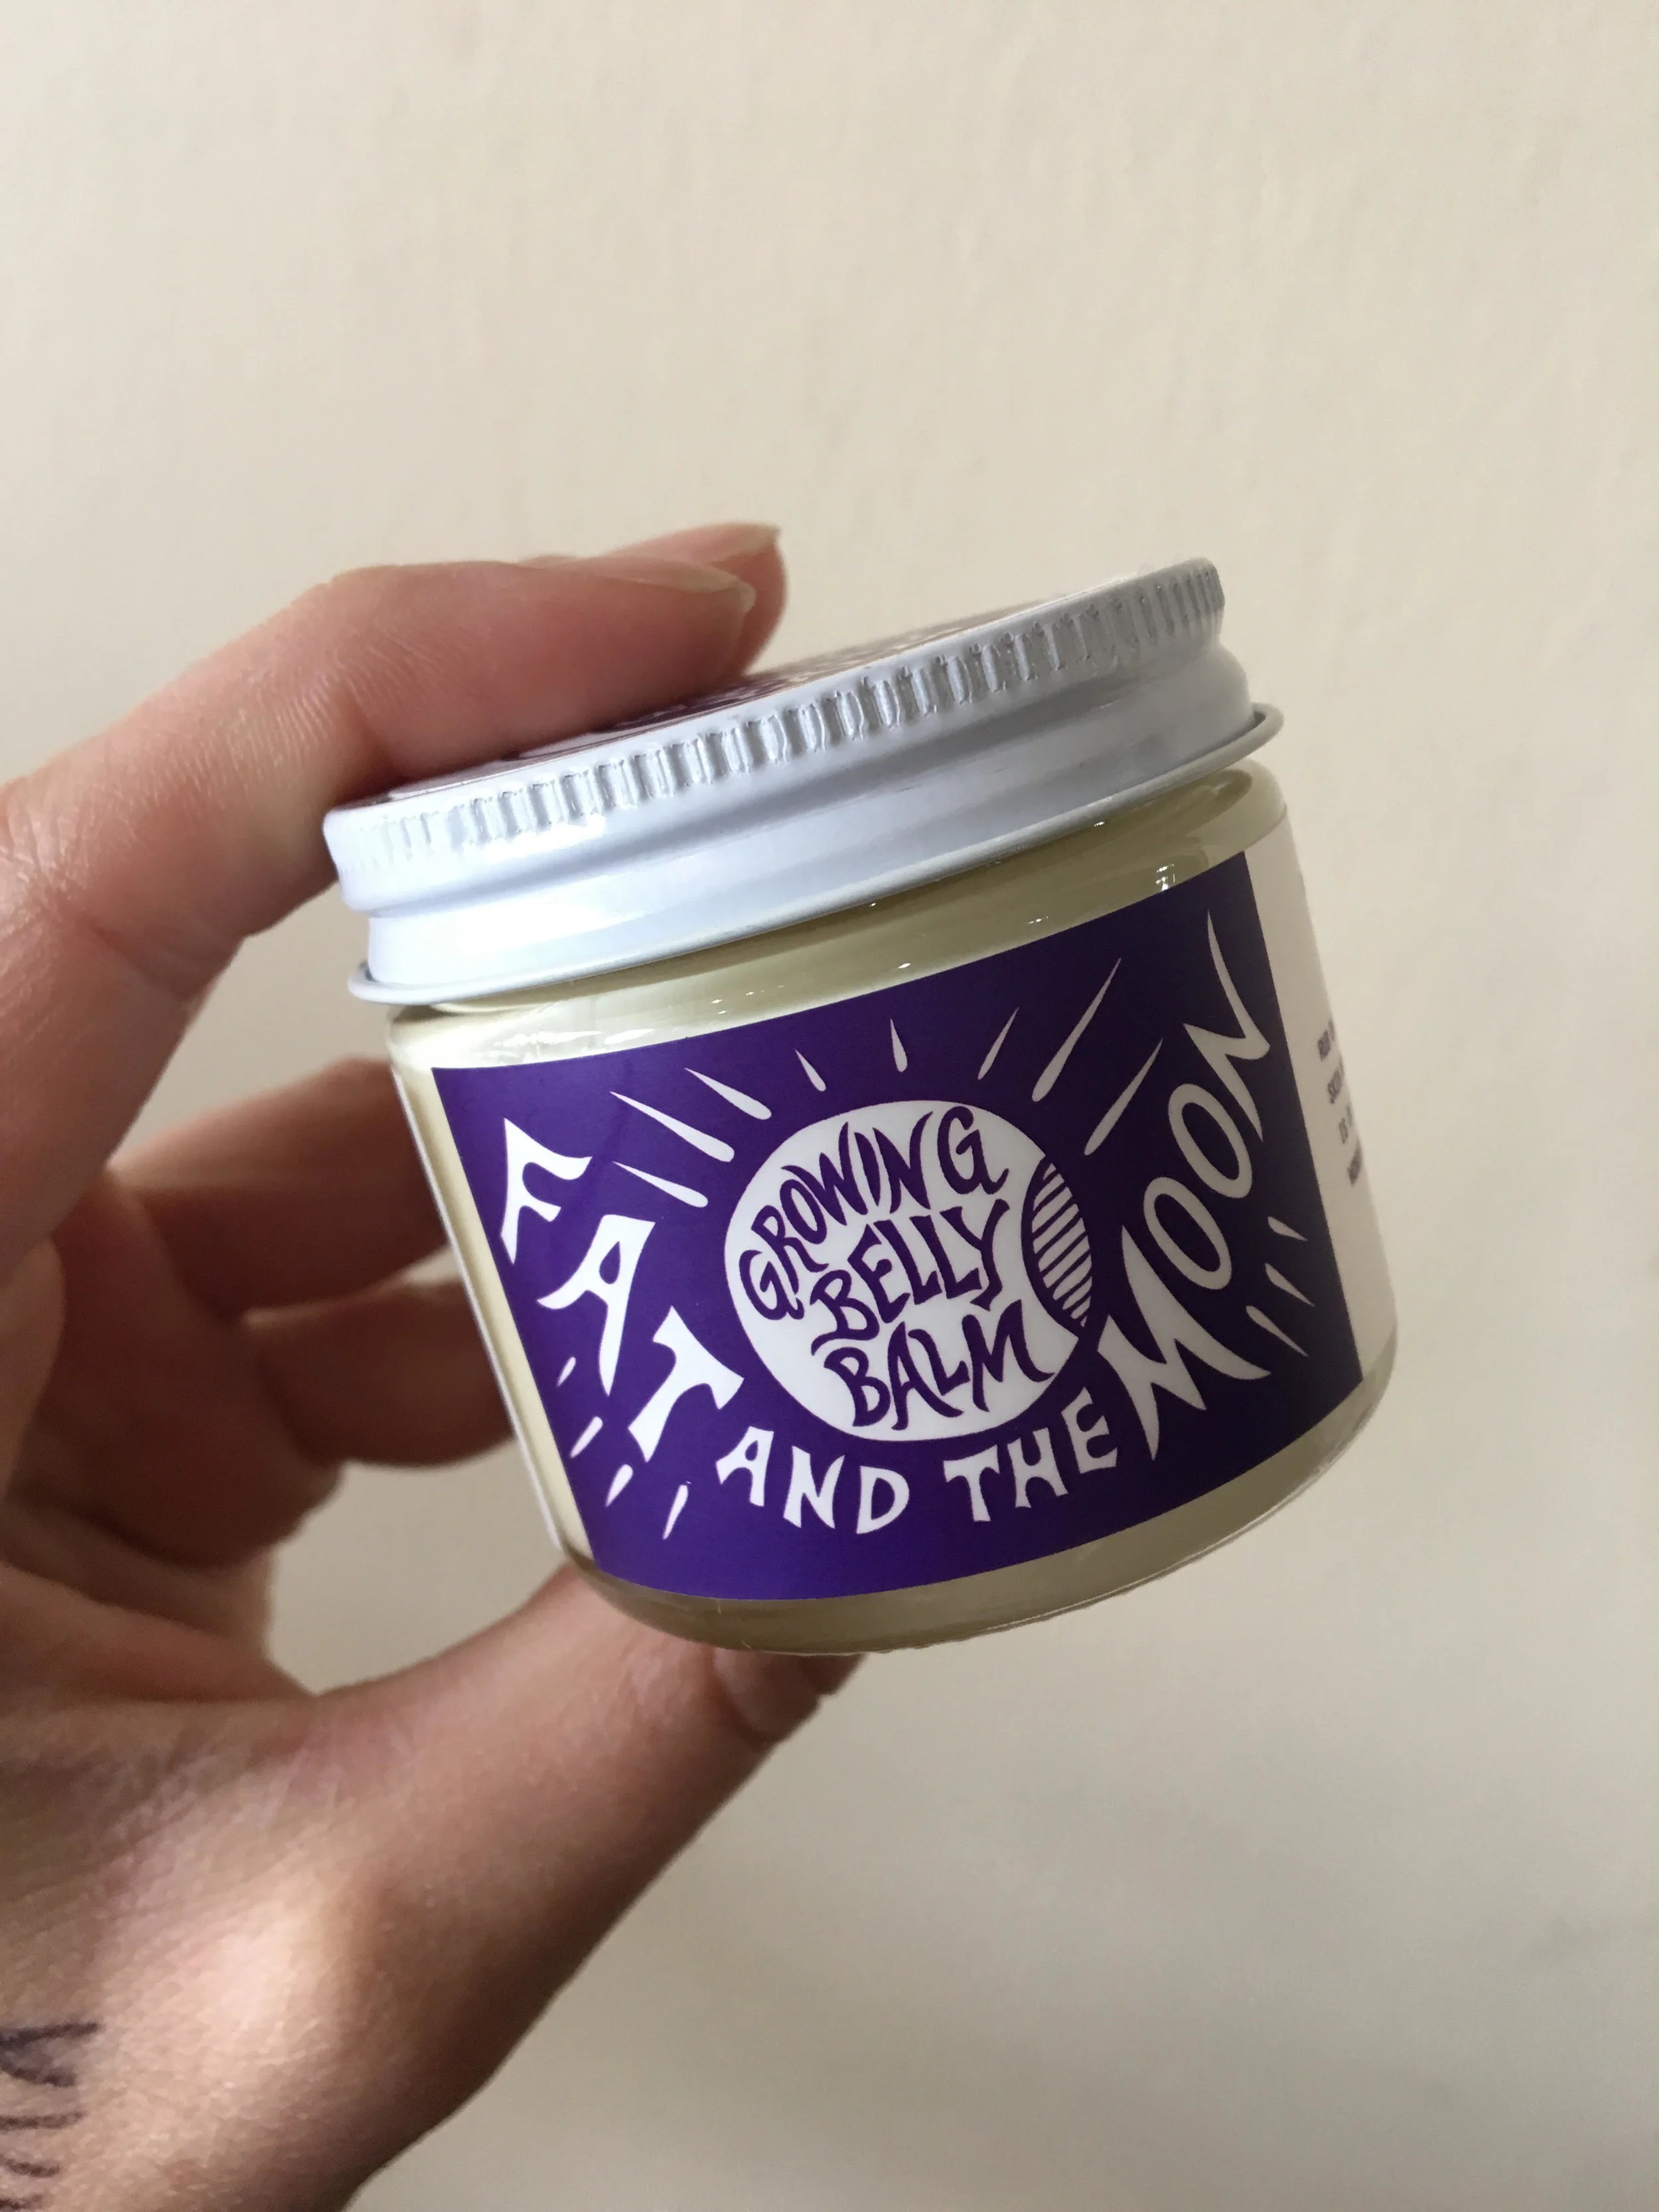 GROWING
BELLY
BALM
FAT AND THE MOON